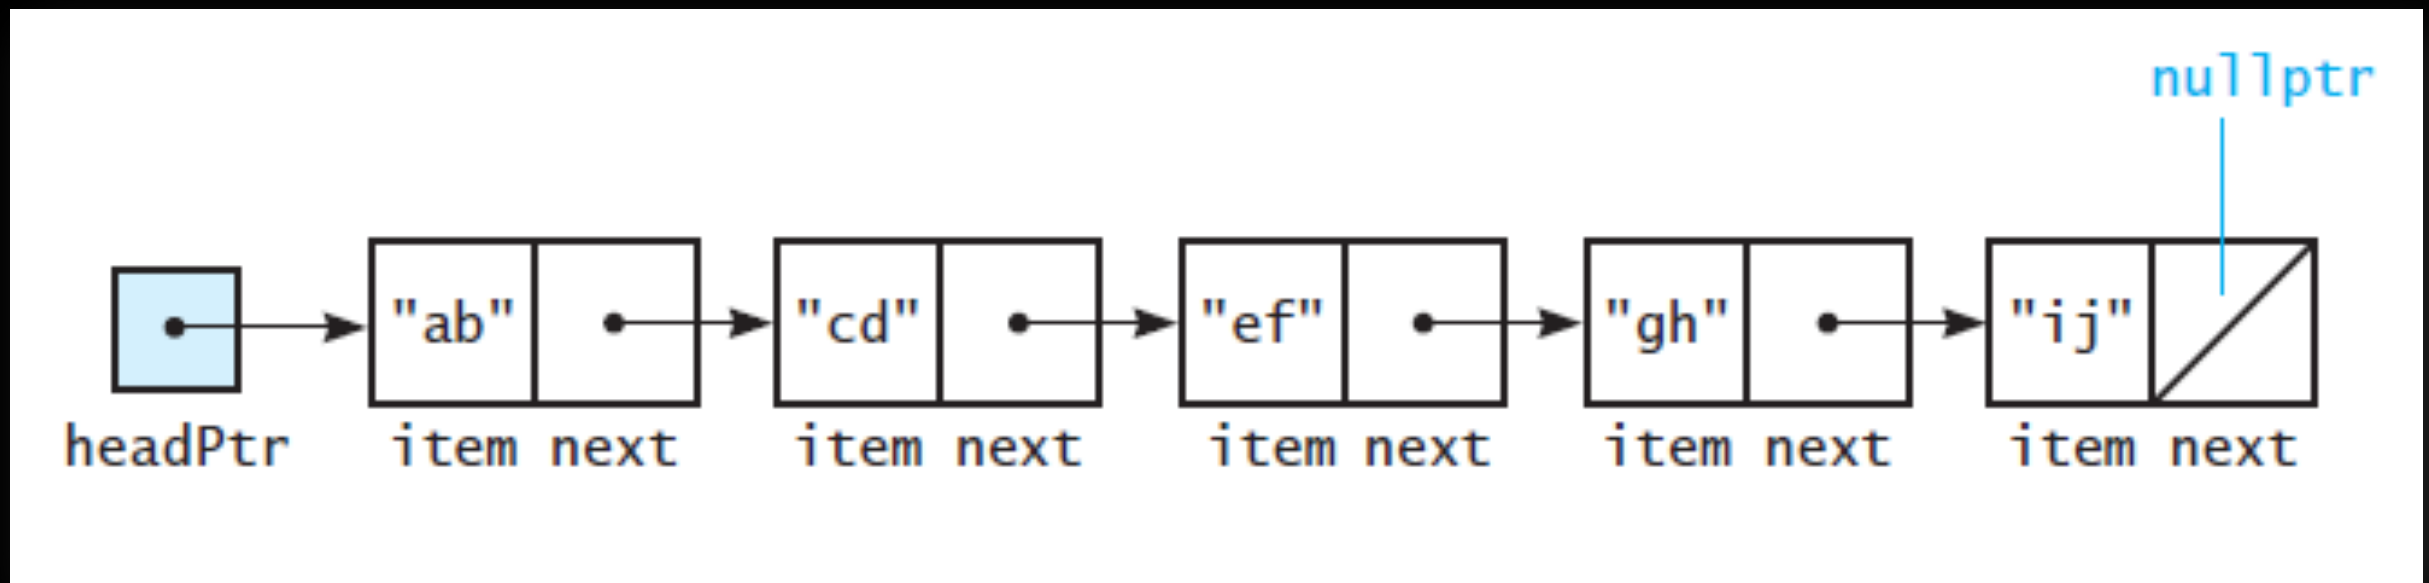 nullptr
"ab" "cd" "ef" "gh" "ij"
headPtr item next item next item next item next item next